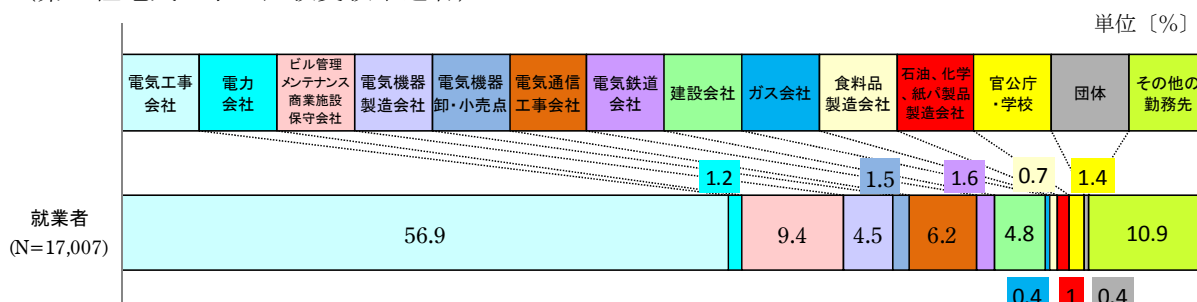 単位〔%〕
電気工事
会社
電力
会社
ビル管理
メンテナンス
商業施設
保守会社
電気機器
製造会社
電気機器
卸・小売点
電気通信
工事会社
電気鉄道
会社
建設会社
ガス会社
食料品
製造会社
石油、化学
、紙パ製品
製造会社
官公庁
・学校
団体
その他の
勤務先
1.2
1.5
1.6
0.7
1.4
就業者
(N=17,007)
56.9
9.4
4.5
6.2
4.8
10.9
0.4
1
0.4